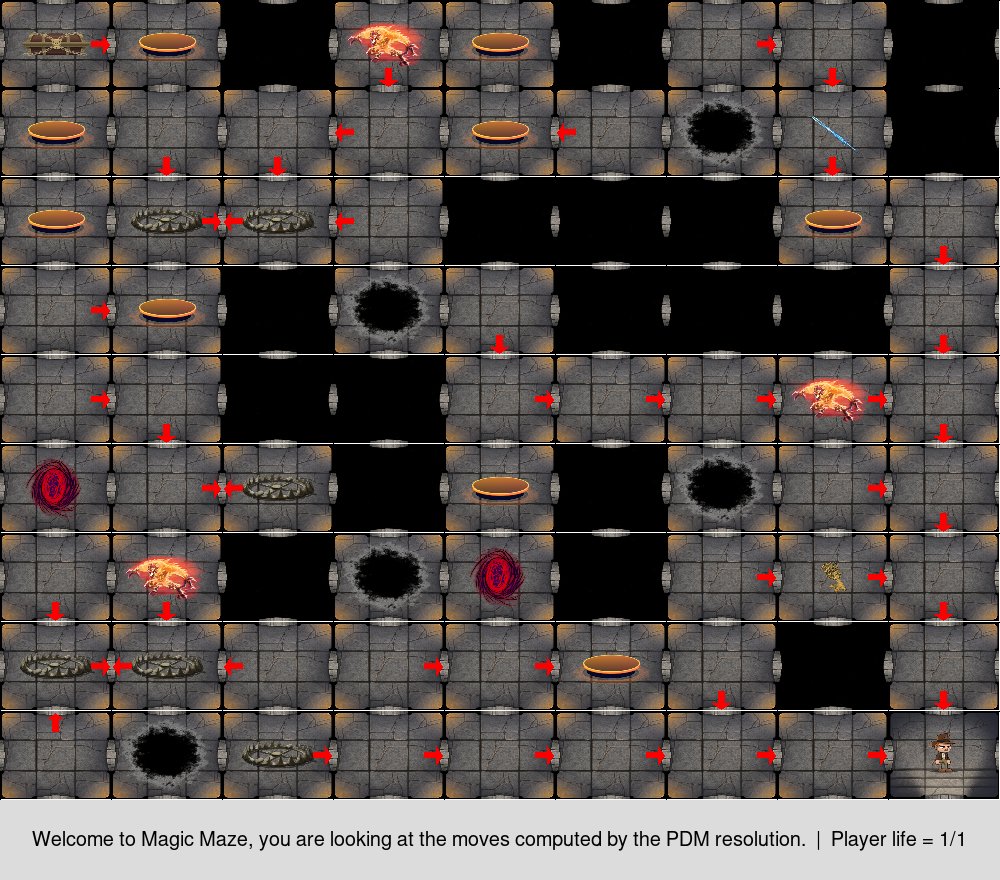 Welcome to Magic Maze, you are looking at the moves computed by the PDM resolution.  |  Player life = 1/1